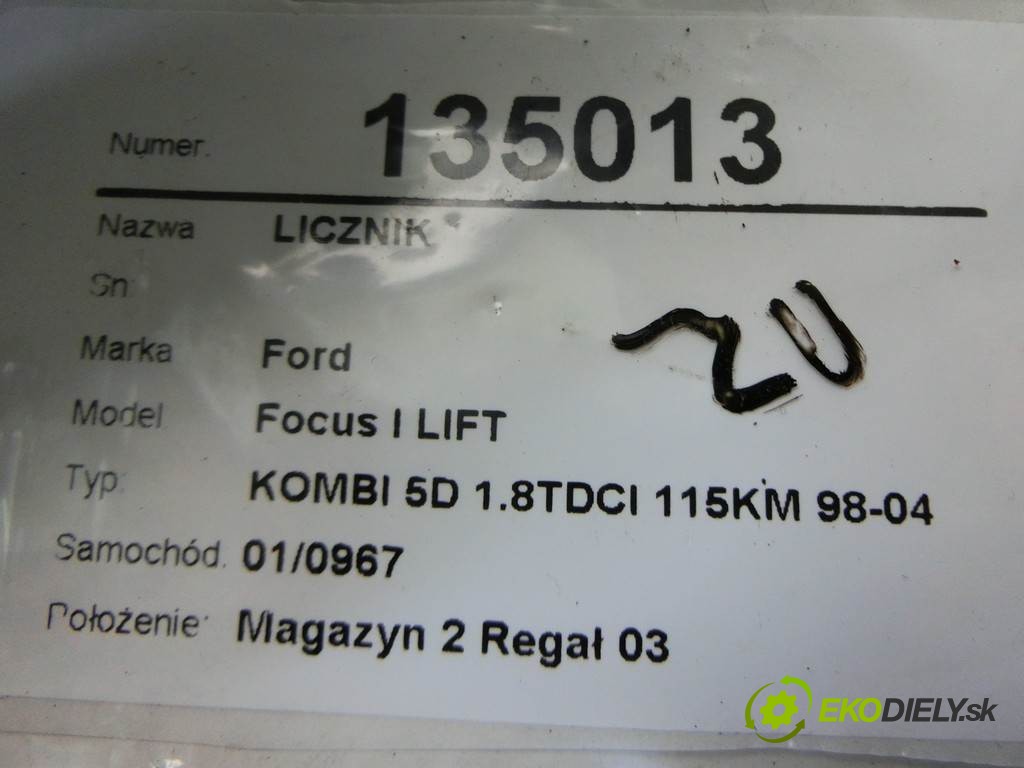 Numer: 135013
Nazwa LICZNIK
Sn
Marka Ford
Model Focus I LIFT
Typ: KOMBI 5D 1.8TDCI 115KM 98-04
Samochód: 01/0967
Położenie: Magazyn 2 Regał 03
EKODIELY.sk